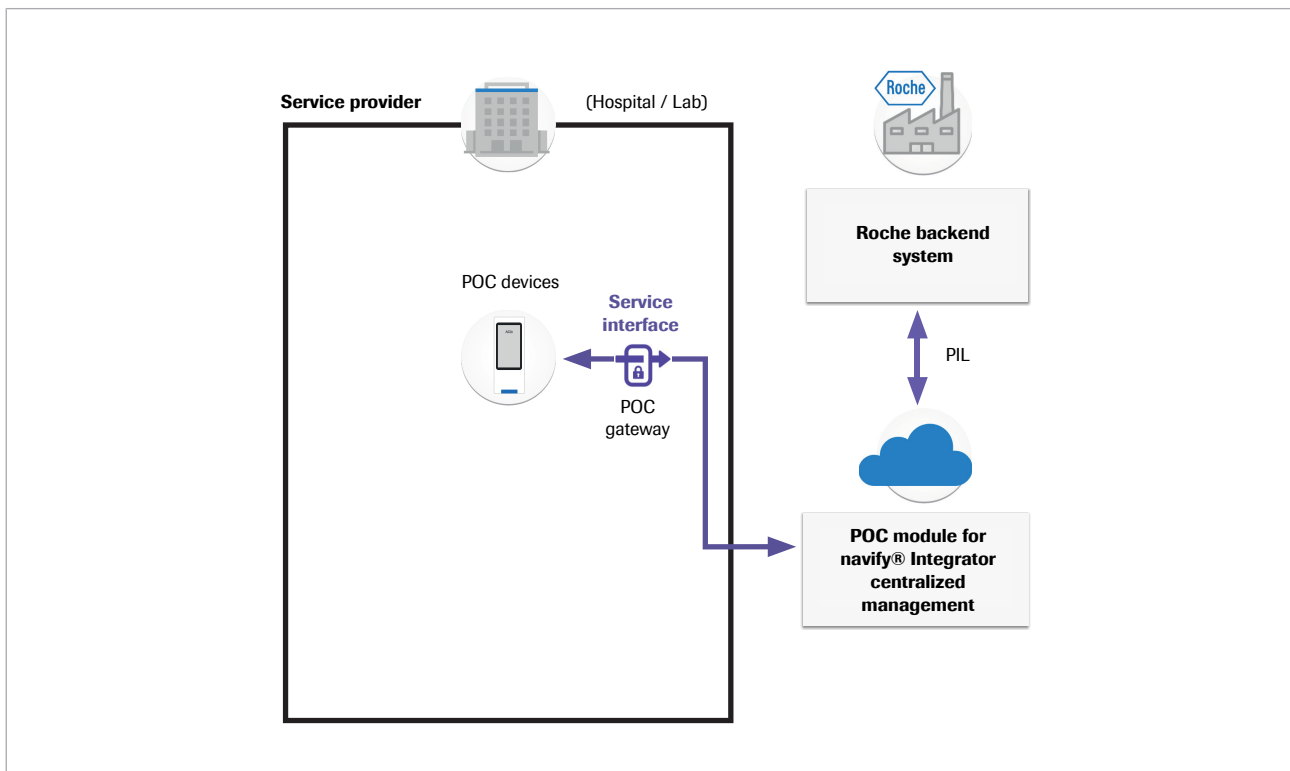 Service provider
(Hospital / Lab)
Roche
Roche backend
system
POC devices
Service
interface
POC
gateway
PIL
POC module for
navify® Integrator
centralized
management